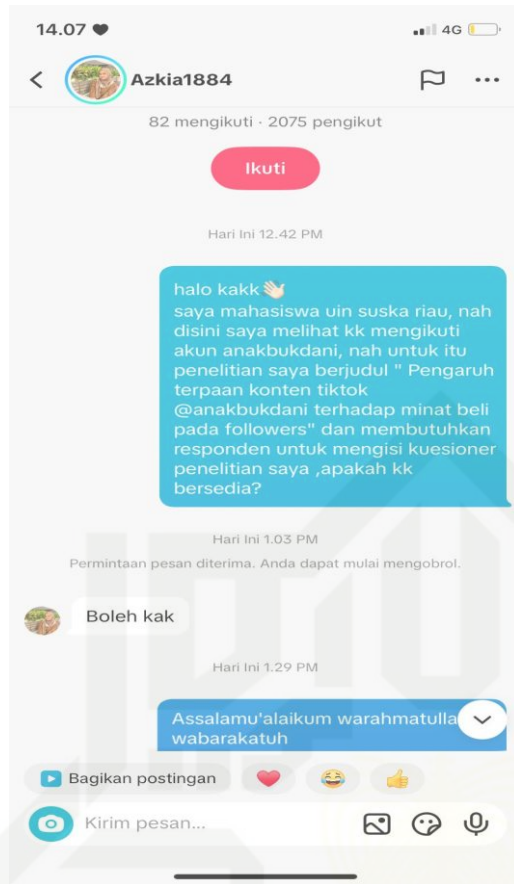 14.07
4G
Azkia1884
82 mengikuti · 2075 pengikut
Ikuti
Hari Ini 12.42 PM
halo kakk👋🏻
saya mahasiswa uin suska riau, nah
disini saya melihat kk mengikuti
akun anakbukdani, nah untuk itu
penelitian saya berjudul " Pengaruh
terpaan konten tiktok
@anakbukdani terhadap minat beli
pada followers" dan membutuhkan
responden untuk mengisi kuesioner
penelitian saya ,apakah kk
bersedia?
Hari Ini 1.03 PM
Permintaan pesan diterima. Anda dapat mulai mengobrol.
Boleh kak
Hari Ini 1.29 PM
Assalamu'alaikum warahmatulla
wabarakatuh
Bagikan postingan
Kirim pesan...